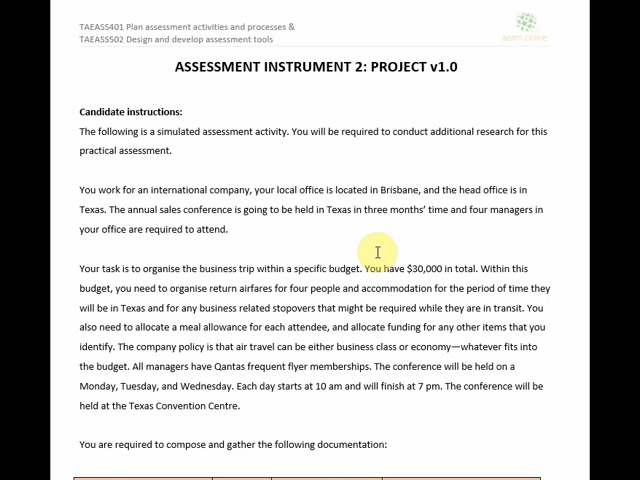 TAEASS401 Plan assessment activities and processes &
TAEASS502 Design and develop assessment tools
learn online
ASSESSMENT INSTRUMENT 2: PROJECT v1.0
Candidate instructions:
The following is a simulated assessment activity. You will be required to conduct additional research for this
practical assessment.
You work for an international company, your local office is located in Brisbane, and the head office is in
Texas. The annual sales conference is going to be held in Texas in three months’ time and four managers in
your office are required to attend.
Your task is to organise the business trip within a specific budget. You have $30,000 in total. Within this
budget, you need to organise return airfares for four people and accommodation for the period of time they
will be in Texas and for any business related stopovers that might be required while they are in transit. You
also need to allocate a meal allowance for each attendee, and allocate funding for any other items that you
identify. The company policy is that air travel can be either business class or economy—whatever fits into
the budget. All managers have Qantas frequent flyer memberships. The conference will be held on a
Monday, Tuesday, and Wednesday. Each day starts at 10 am and will finish at 7 pm. The conference will be
held at the Texas Convention Centre.
You are required to compose and gather the following documentation: